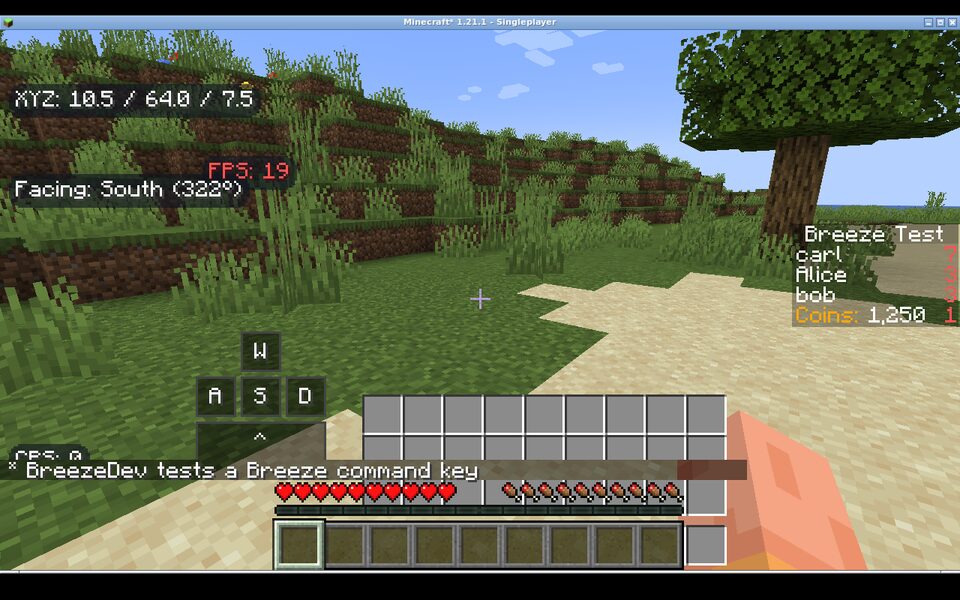 Minecraft* 1.21.1 - Singleplayer
XYZ: 10.5 / 64.0 / 7.5
FPS: 19
Facing: South (322°)
Breeze Test
carl
Alice
bob
Coins: 1,250 1
W
A S D
^
CPS: 0
* BreezeDev tests a Breeze command key